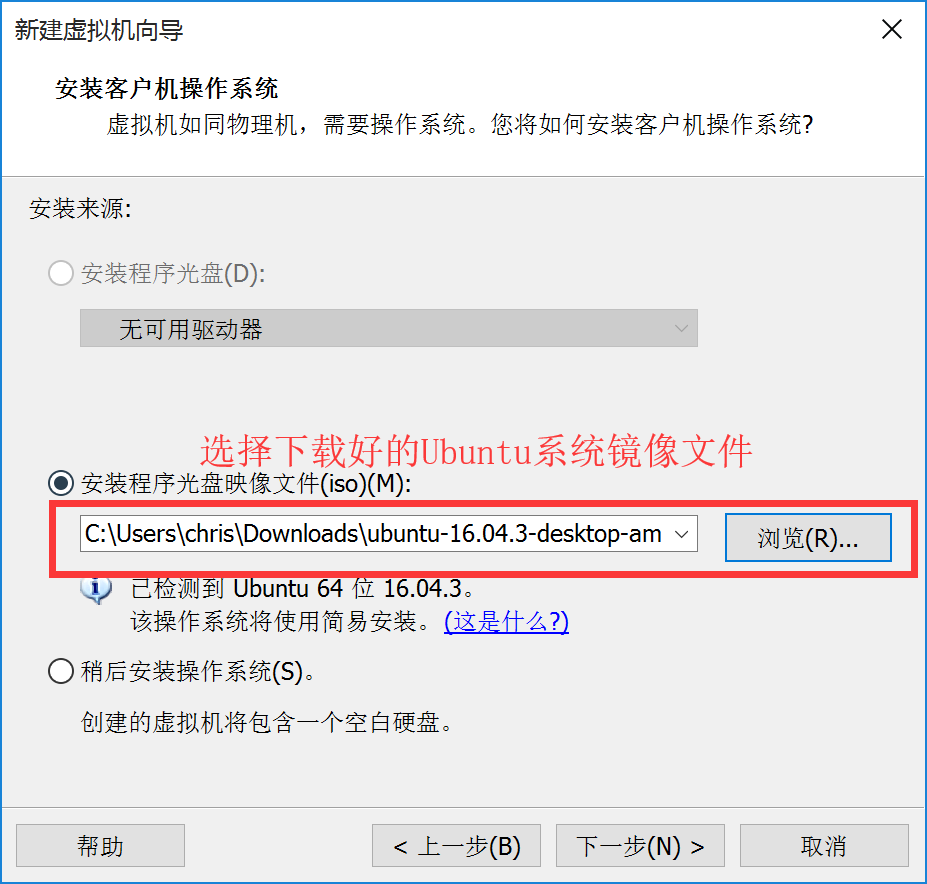 新建虚拟机向导
安装客户机操作系统
虚拟机如同物理机，需要操作系统。您将如何安装客户机操作系统?
安装来源:
安装程序光盘(D):
无可用驱动器
选择下载好的Ubuntu系统镜像文件
安装程序光盘映像文件(iso)(M):
C:\Users\chris\Downloads\ubuntu-16.04.3-desktop-am
浏览(R)...
已检测到 Ubuntu 64 位 16.04.3。
该操作系统将使用简易安装。(这是什么?)
稍后安装操作系统(S)。
创建的虚拟机将包含一个空白硬盘。
帮助
< 上一步(B)
下一步(N) >
取消